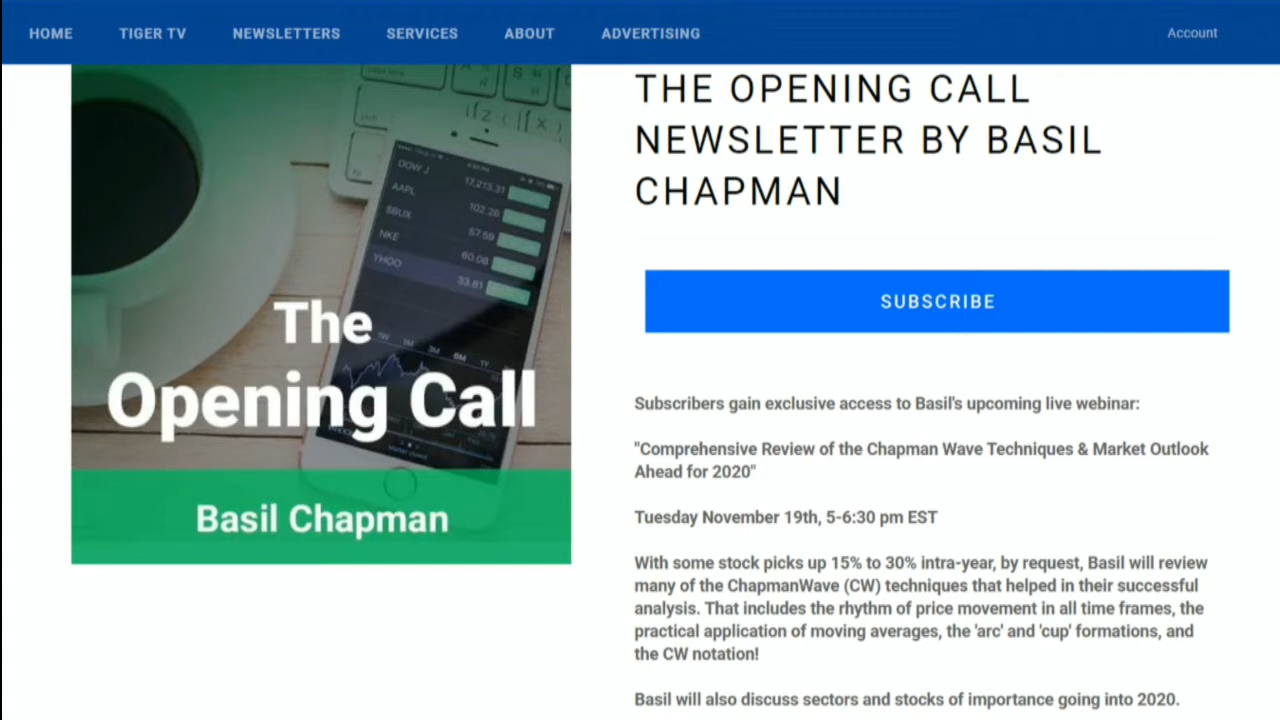 HOME TIGER TV NEWSLETTERS SERVICES ABOUT ADVERTISING Account
THE OPENING CALL
NEWSLETTER BY BASIL
CHAPMAN
DOW J 17,213.31
AAPL 102.26
SBUX 57.59
NKE 60.08
YHOO 33.81
1W 1M 3M 6M 1Y
The
Opening Call
Basil Chapman
SUBSCRIBE
Subscribers gain exclusive access to Basil's upcoming live webinar:
"Comprehensive Review of the Chapman Wave Techniques & Market Outlook
Ahead for 2020"
Tuesday November 19th, 5-6:30 pm EST
With some stock picks up 15% to 30% intra-year, by request, Basil will review
many of the ChapmanWave (CW) techniques that helped in their successful
analysis. That includes the rhythm of price movement in all time frames, the
practical application of moving averages, the 'arc' and 'cup' formations, and
the CW notation!
Basil will also discuss sectors and stocks of importance going into 2020.